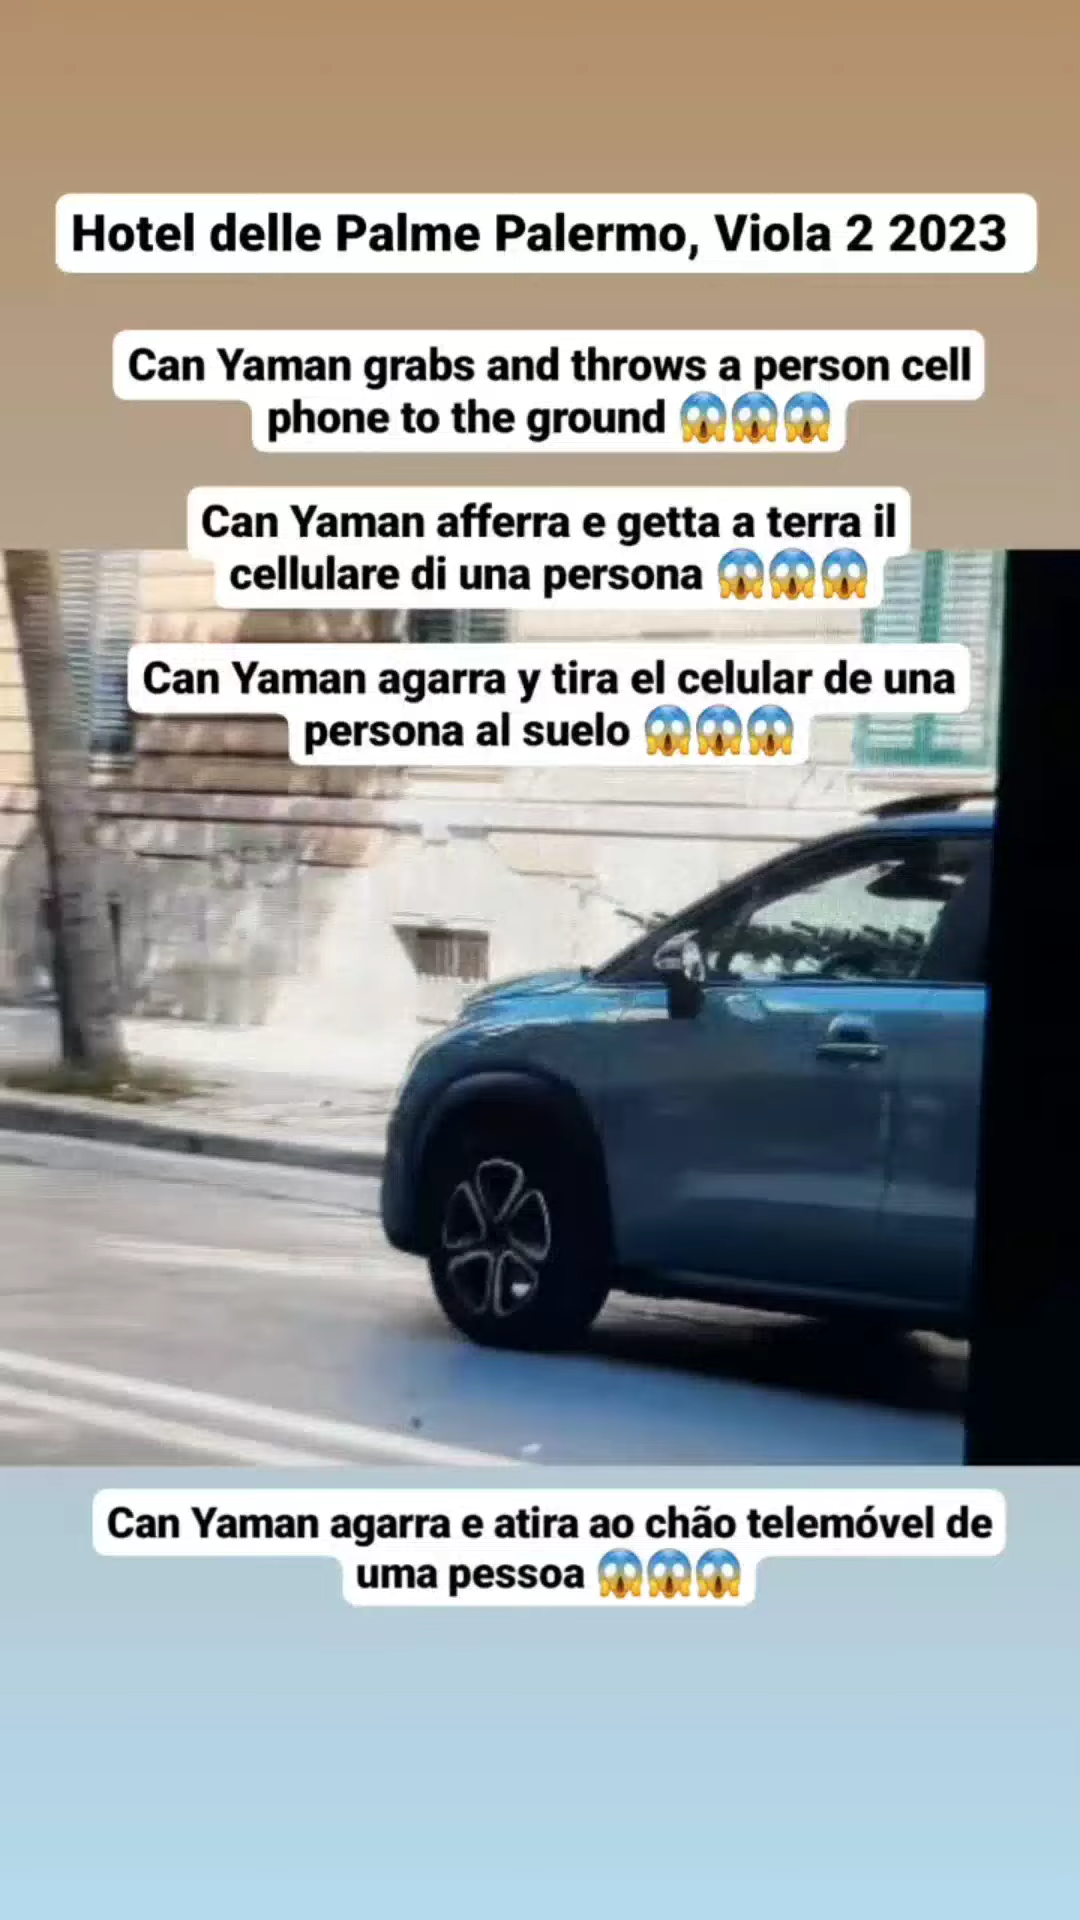 Hotel delle Palme Palermo, Viola 2 2023
Can Yaman grabs and throws a person cell
phone to the ground 😱😱😱
Can Yaman afferra e getta a terra il
cellulare di una persona 😱😱😱
Can Yaman agarra y tira el celular de una
persona al suelo 😱😱😱
Can Yaman agarra e atira ao chão telemóvel de
uma pessoa 😱😱😱